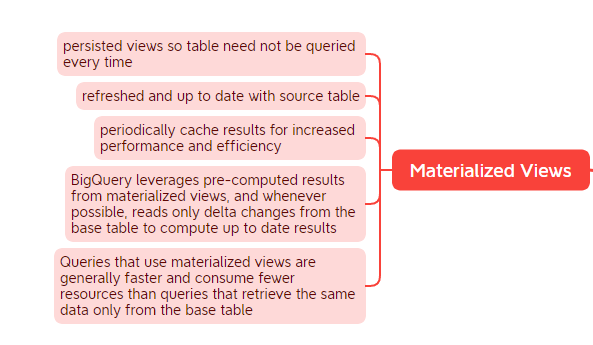 persisted views so table need not be queried
every time
refreshed and up to date with source table
periodically cache results for increased
performance and efficiency
Materialized Views
BigQuery leverages pre-computed results
from materialized views, and whenever
possible, reads only delta changes from the
base table to compute up to date results
Queries that use materialized views are
generally faster and consume fewer
resources than queries that retrieve the same
data only from the base table